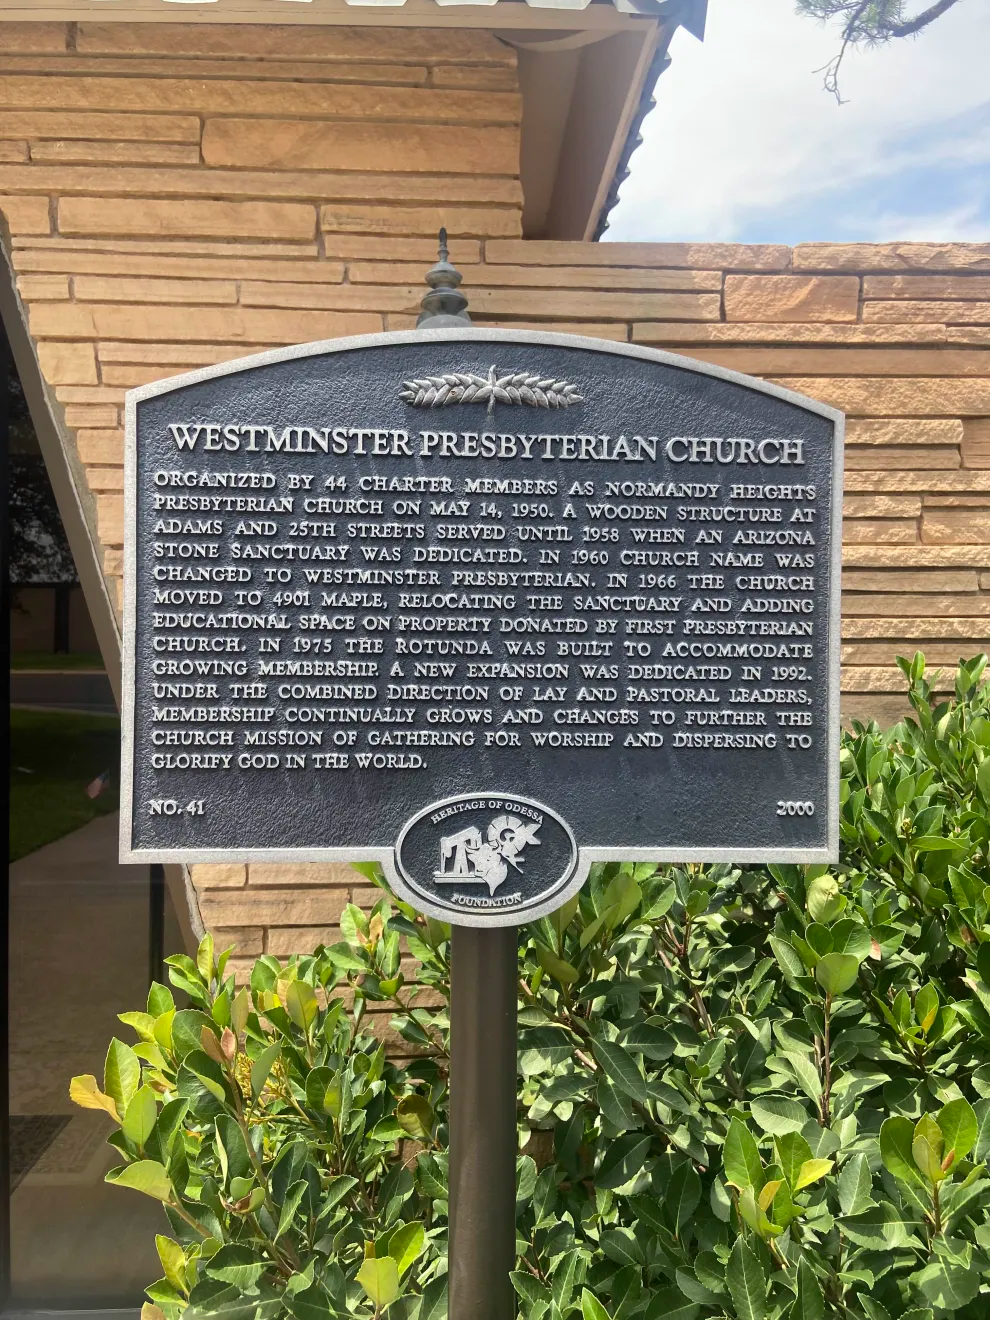 WESTMINSTER PRESBYTERIAN CHURCH
ORGANIZED BY 44 CHARTER MEMBERS AS NORMANDY HEIGHTS
PRESBYTERIAN CHURCH ON MAY 14, 1950. A WOODEN STRUCTURE AT
ADAMS AND 25TH STREETS SERVED UNTIL 1958 WHEN AN ARIZONA
STONE SANCTUARY WAS DEDICATED. IN 1960 CHURCH NAME WAS
CHANGED TO WESTMINSTER PRESBYTERIAN. IN 1966 THE CHURCH
MOVED TO 4901 MAPLE, RELOCATING THE SANCTUARY AND ADDING
EDUCATIONAL SPACE ON PROPERTY DONATED BY FIRST PRESBYTERIAN
CHURCH. IN 1975 THE ROTUNDA WAS BUILT TO ACCOMMODATE
GROWING MEMBERSHIP. A NEW EXPANSION WAS DEDICATED IN 1992.
UNDER THE COMBINED DIRECTION OF LAY AND PASTORAL LEADERS,
MEMBERSHIP CONTINUALLY GROWS AND CHANGES TO FURTHER THE
CHURCH MISSION OF GATHERING FOR WORSHIP AND DISPERSING TO
GLORIFY GOD IN THE WORLD.
NO. 41 2000
HERITAGE OF ODESSA
FOUNDATION